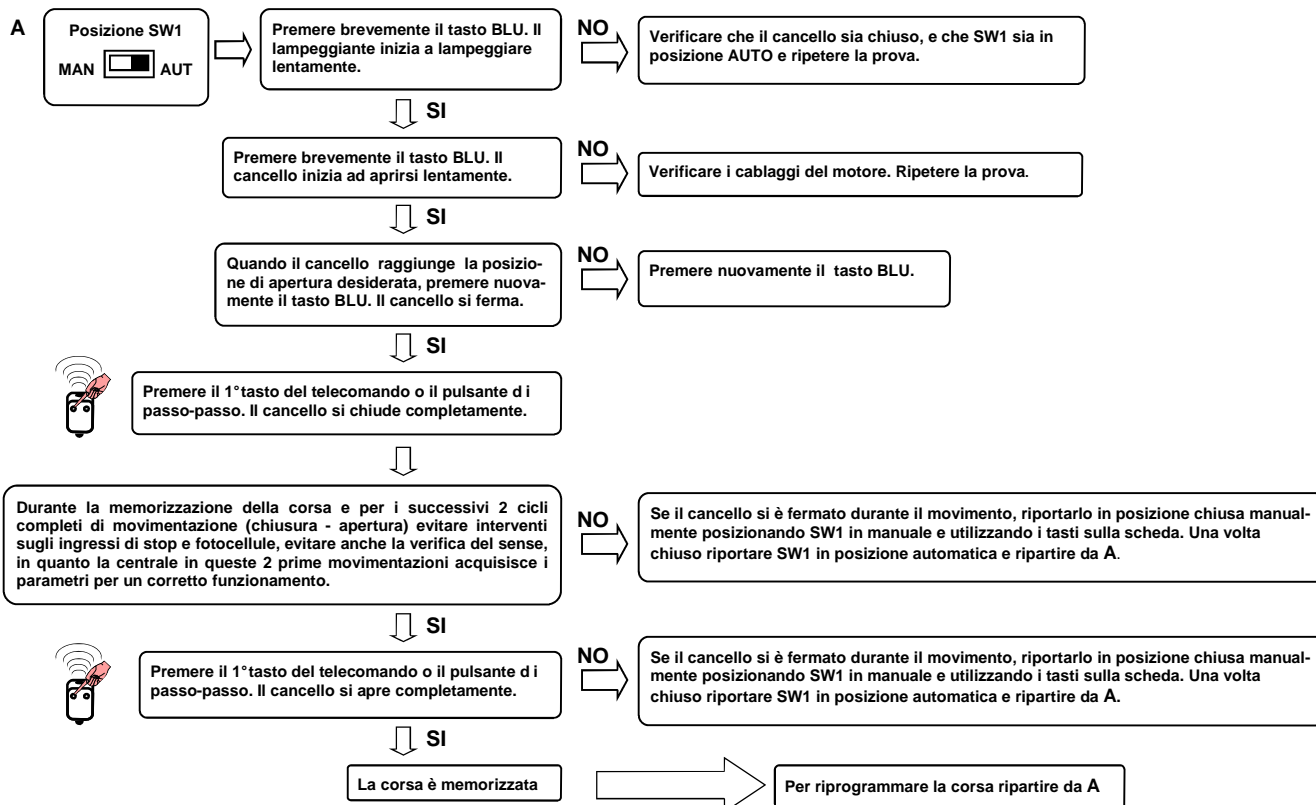 A
Posizione SW1
MAN AUT
Premere brevemente il tasto BLU. Il
lampeggiante inizia a lampeggiare
lentamente.
NO
Verificare che il cancello sia chiuso, e che SW1 sia in
posizione AUTO e ripetere la prova.
SI
Premere brevemente il tasto BLU. Il
cancello inizia ad aprirsi lentamente.
NO
Verificare i cablaggi del motore. Ripetere la prova.
SI
Quando il cancello raggiunge la posizio-
ne di apertura desiderata, premere nuova-
mente il tasto BLU. Il cancello si ferma.
NO
Premere nuovamente il tasto BLU.
SI
Premere il 1°tasto del telecomando o il pulsante d i
passo-passo. Il cancello si chiude completamente.
Durante la memorizzazione della corsa e per i successivi 2 cicli
completi di movimentazione (chiusura - apertura) evitare interventi
sugli ingressi di stop e fotocellule, evitare anche la verifica del sense,
in quanto la centrale in queste 2 prime movimentazioni acquisisce i
parametri per un corretto funzionamento.
NO
Se il cancello si è fermato durante il movimento, riportarlo in posizione chiusa manual-
mente posizionando SW1 in manuale e utilizzando i tasti sulla scheda. Una volta
chiuso riportare SW1 in posizione automatica e ripartire da A.
SI
Premere il 1°tasto del telecomando o il pulsante d i
passo-passo. Il cancello si apre completamente.
NO
Se il cancello si è fermato durante il movimento, riportarlo in posizione chiusa manual-
mente posizionando SW1 in manuale e utilizzando i tasti sulla scheda. Una volta
chiuso riportare SW1 in posizione automatica e ripartire da A.
SI
La corsa è memorizzata
Per riprogrammare la corsa ripartire da A